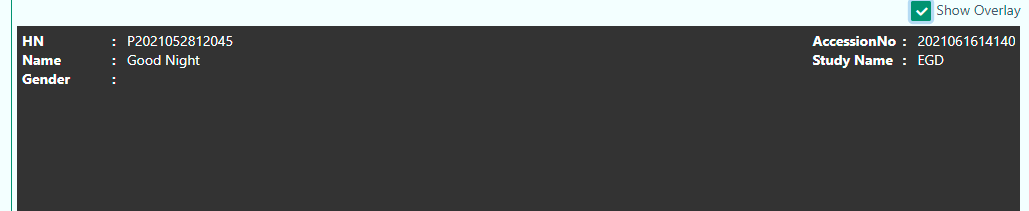 Show Overlay
HN : P2021052812045 AccessionNo : 2021061614140
Name : Good Night Study Name : EGD
Gender :